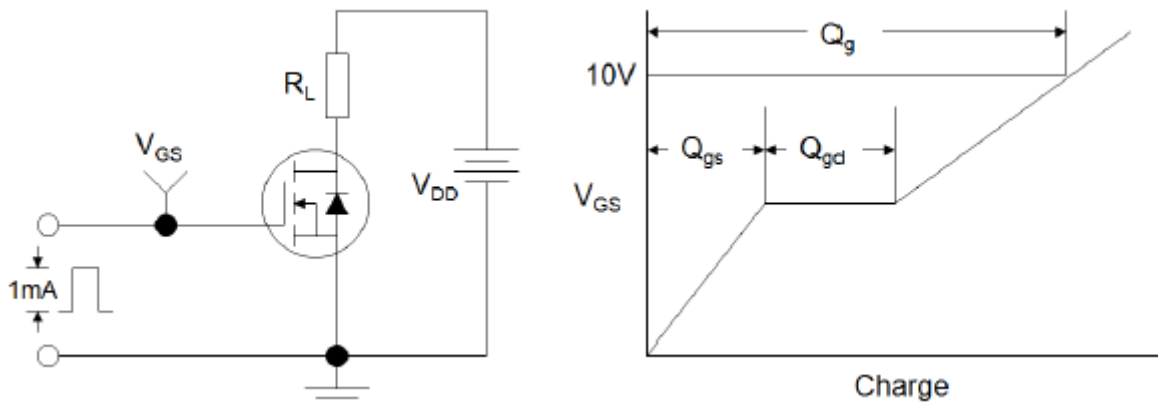 R_L
V_GS
V_DD
1mA
Q_g
10V
Q_gs
Q_gd
V_GS
Charge